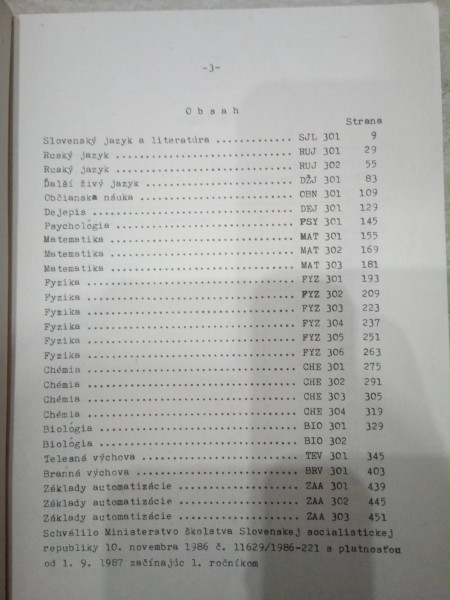 -3-
O b s a h
Strana
Slovenský jazyk a literatúra ............. SJL 301 9
Ruský jazyk .............................. RUJ 301 29
Ruský jazyk .............................. RUJ 302 55
Ďalší živý jazyk ......................... DŽJ 301 83
Občianska náuka .......................... OBN 301 109
Dejepis .................................. DEJ 301 129
Psychológia .............................. PSY 301 145
Matematika ............................... MAT 301 155
Matematika ............................... MAT 302 169
Matematika ............................... MAT 303 181
Fyzika ................................... FYZ 301 193
Fyzika ................................... FYZ 302 209
Fyzika ................................... FYZ 303 223
Fyzika ................................... FYZ 304 237
Fyzika ................................... FYZ 305 251
Fyzika ................................... FYZ 306 263
Chémia ................................... CHE 301 275
Chémia ................................... CHE 302 291
Chémia ................................... CHE 303 305
Chémia ................................... CHE 304 319
Biológia ................................. BIO 301 329
Biológia ................................. BIO 302
Telesná výchova .......................... TEV 301 345
Branná výchova ........................... BRV 301 403
Základy automatizácie .................... ZAA 301 439
Základy automatizácie .................... ZAA 302 445
Základy automatizácie .................... ZAA 303 451
Schválilo Ministerstvo školstva Slovenskej socialistickej
republiky 10. novembra 1986 č. 11629/1986-221 s platnosťou
od 1. 9. 1987 začínajúc 1. ročníkom